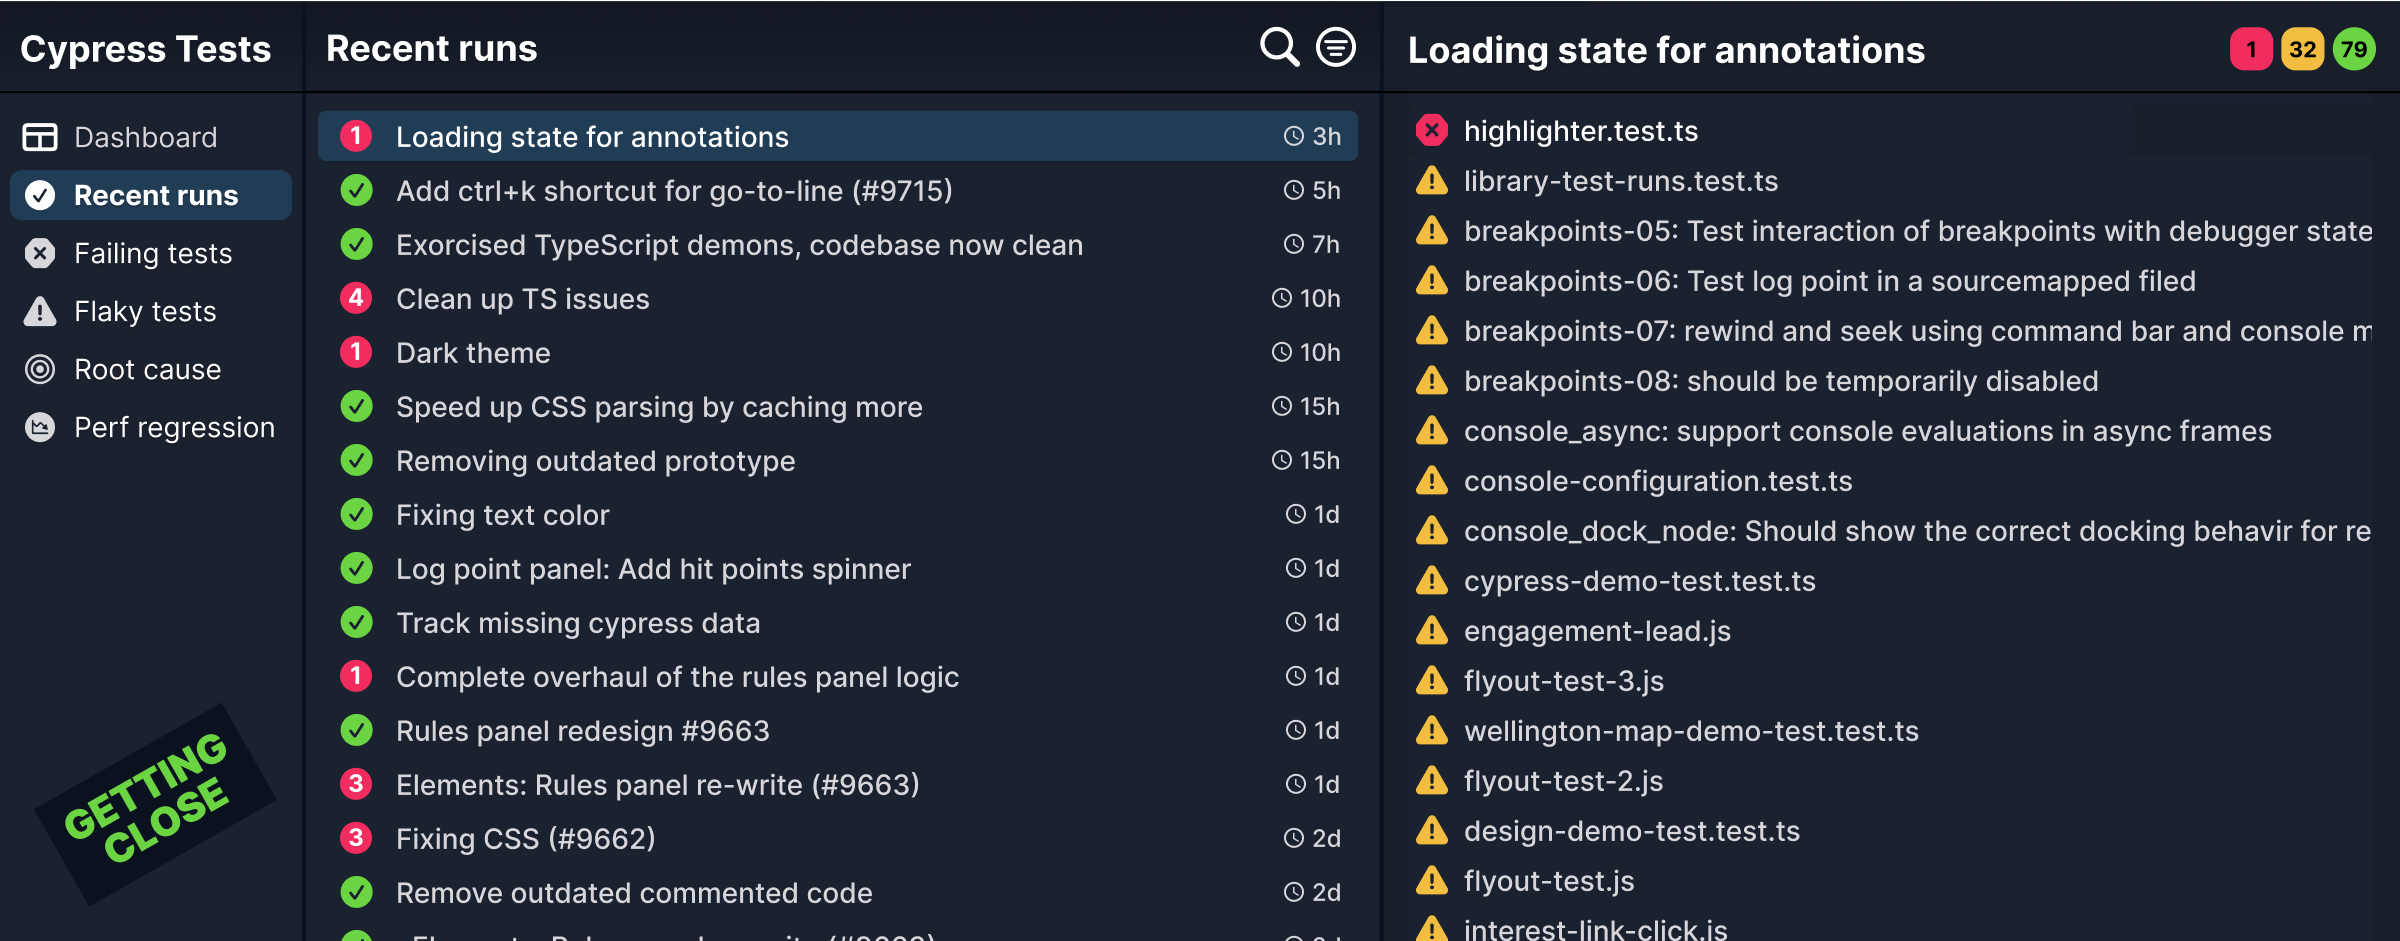 Cypress Tests
Dashboard
Recent runs
Failing tests
Flaky tests
Root cause
Perf regression
GETTING
CLOSE
Recent runs
1 Loading state for annotations 3h
Add ctrl+k shortcut for go-to-line (#9715) 5h
Exorcised TypeScript demons, codebase now clean 7h
4 Clean up TS issues 10h
1 Dark theme 10h
Speed up CSS parsing by caching more 15h
Removing outdated prototype 15h
Fixing text color 1d
Log point panel: Add hit points spinner 1d
Track missing cypress data 1d
1 Complete overhaul of the rules panel logic 1d
Rules panel redesign #9663 1d
3 Elements: Rules panel re-write (#9663) 1d
3 Fixing CSS (#9662) 2d
Remove outdated commented code 2d
Loading state for annotations 1 32 79
highlighter.test.ts
library-test-runs.test.ts
breakpoints-05: Test interaction of breakpoints with debugger state
breakpoints-06: Test log point in a sourcemapped filed
breakpoints-07: rewind and seek using command bar and console m
breakpoints-08: should be temporarily disabled
console_async: support console evaluations in async frames
console-configuration.test.ts
console_dock_node: Should show the correct docking behavir for re
cypress-demo-test.test.ts
engagement-lead.js
flyout-test-3.js
wellington-map-demo-test.test.ts
flyout-test-2.js
design-demo-test.test.ts
flyout-test.js
interest-link-click.js